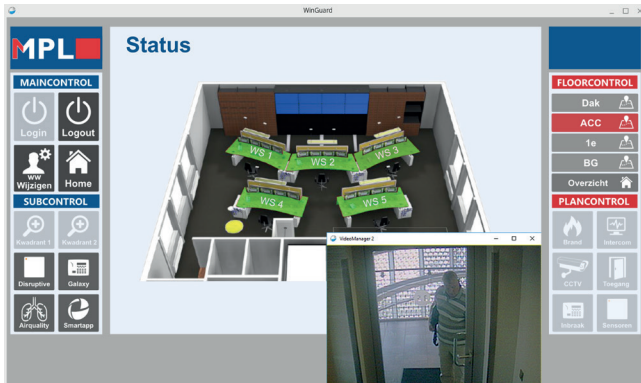 WinGuard
MPL
Status
MAINCONTROL
Login
Logout
WW
Wijzigen
Home
SUBCONTROL
Kwadrant 1
Kwadrant 2
Disruptive
Galaxy
Airquality
Smartapp
WS 1
WS 2
WS 3
WS 4
WS 5
VideoManager 2
FLOORCONTROL
Dak
ACC
1e
BG
Overzicht
PLANCONTROL
Brand
Intercom
CCTV
Toegang
Inbraak
Sensoren